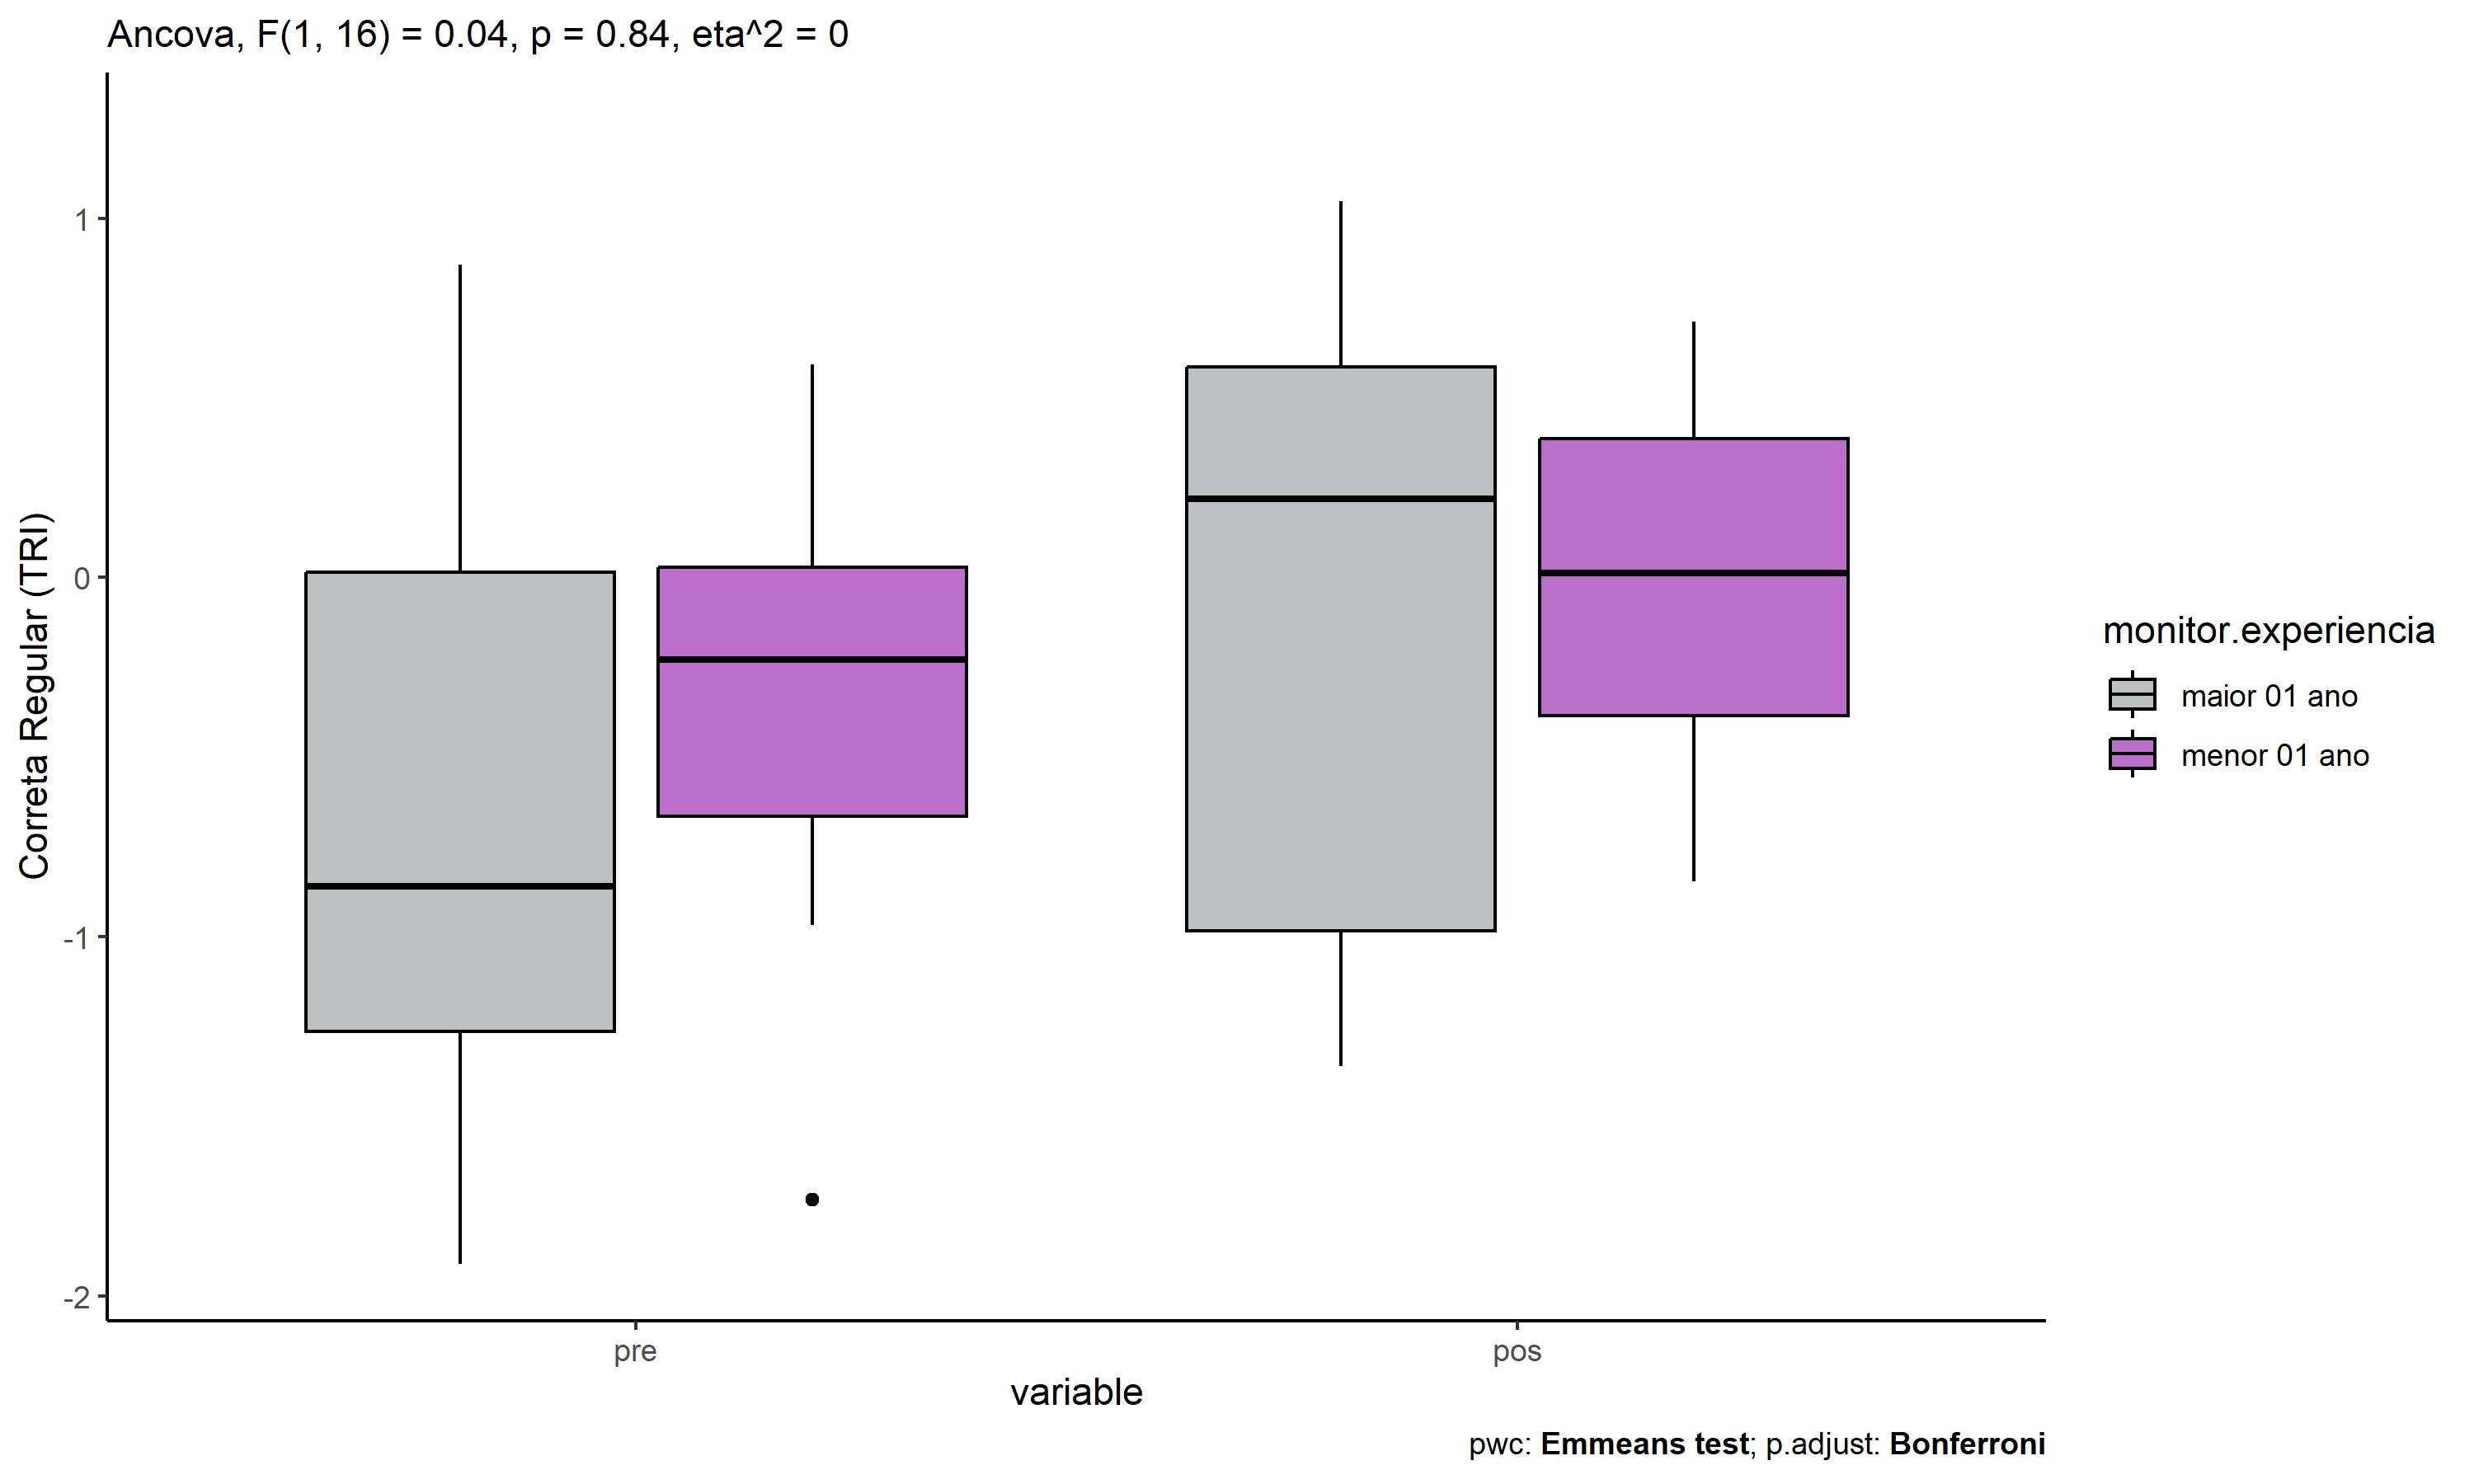 Ancova, F(1, 16) = 0.04, p = 0.84, eta^2 = 0
Correta Regular (TRI)
1
0
-1
-2
pre
pos
variable
monitor.experiencia
maior 01 ano
menor 01 ano
pwc: Emmeans test; p.adjust: Bonferroni